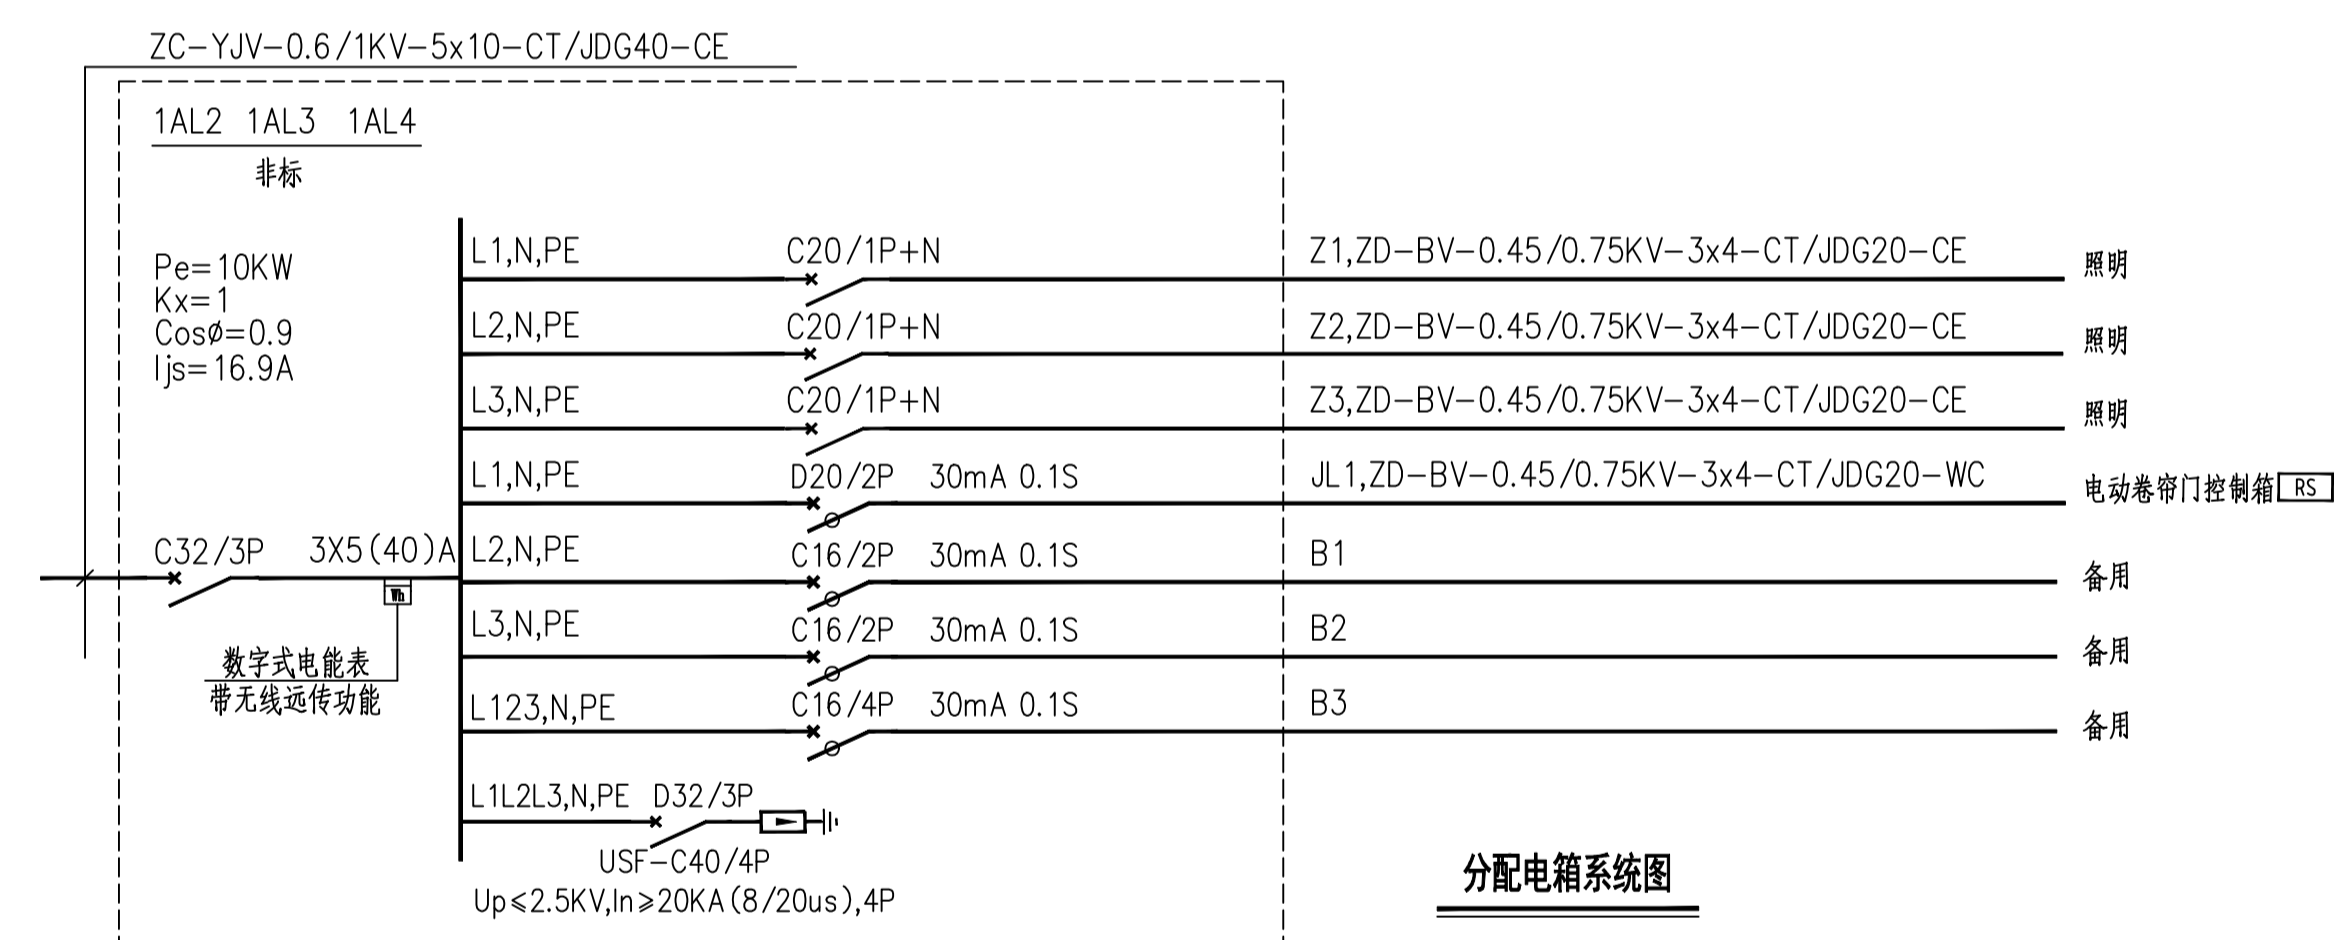 ZC-YJV-0.6/1KV-5x10-CT/JDG40-CE
1AL2 1AL3 1AL4
非标
Pe=10KW
Kx=1
CosØ=0.9
Ijs=16.9A
L1,N,PE C20/1P+N Z1,ZD-BV-0.45/0.75KV-3x4-CT/JDG20-CE 照明
L2,N,PE C20/1P+N Z2,ZD-BV-0.45/0.75KV-3x4-CT/JDG20-CE 照明
L3,N,PE C20/1P+N Z3,ZD-BV-0.45/0.75KV-3x4-CT/JDG20-CE 照明
L1,N,PE D20/2P 30mA 0.1S JL1,ZD-BV-0.45/0.75KV-3x4-CT/JDG20-WC 电动卷帘门控制箱 RS
C32/3P 3X5(40)A L2,N,PE C16/2P 30mA 0.1S B1 备用
Wh
L3,N,PE C16/2P 30mA 0.1S B2 备用
数字式电能表
带无线远传功能
L123,N,PE C16/4P 30mA 0.1S B3 备用
L1L2L3,N,PE D32/3P
USF-C40/4P
Up≤2.5KV,In≥20KA(8/20us),4P
分配电箱系统图